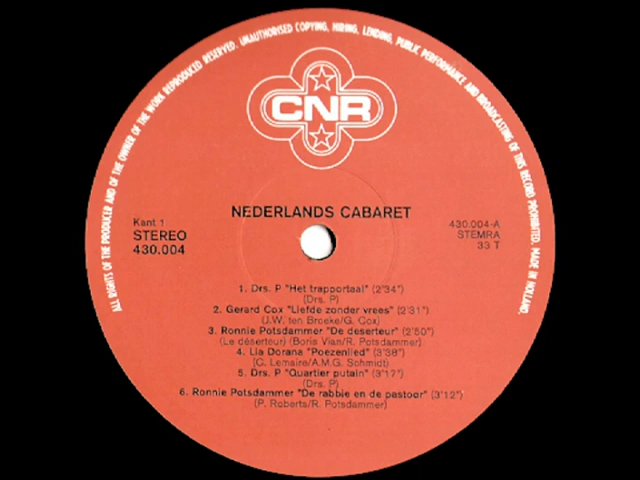 ALL RIGHTS OF THE PRODUCER AND OF THE OWNER OF THE WORK REPRODUCED RESERVED. UNAUTHORISED COPYING, HIRING, LENDING, PUBLIC PERFORMANCE AND BROADCASTING OF THIS RECORD PROHIBITED. MADE IN HOLLAND.
CNR
NEDERLANDS CABARET
Kant 1
STEREO
430.004
430.004-A
STEMRA
33 T
1. Drs. P "Het trapportaal" (2'34")
(Drs. P)
2. Gerard Cox "Liefde zonder vrees" (2'31")
(J.W. ten Broeke/G. Cox)
3. Ronnie Potsdammer "De deserteur" (2'50")
(Le déserteur) (Boris Vian/R. Potsdammer)
4. Lia Dorana "Poezenlied" (3'38")
(C. Lemaire/A.M.G. Schmidt)
5. Drs. P "Quartier putain" (3'17")
(Drs. P)
6. Ronnie Potsdammer "De rabbie en de pastoor" (3'12")
(P. Roberts/R. Potsdammer)